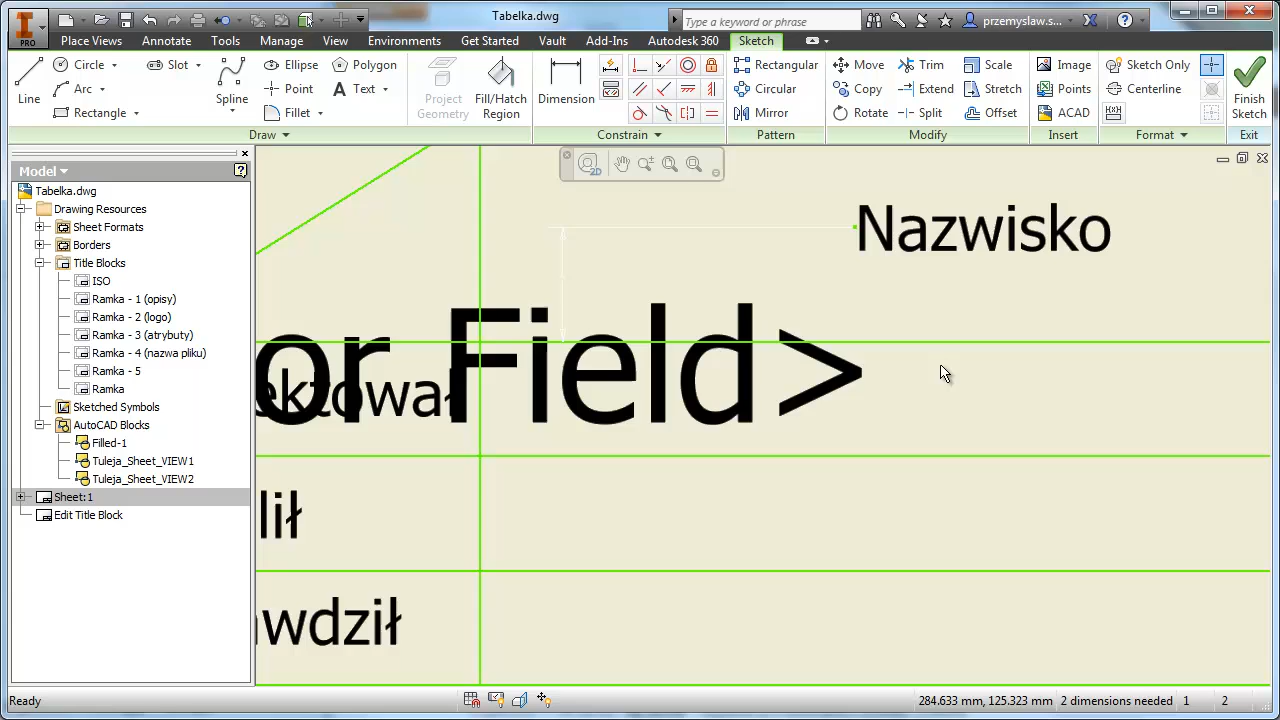 PRO
Tabelka.dwg
Type a keyword or phrase
przemyslaw.s...
Place Views Annotate Tools Manage View Environments Get Started Vault Add-Ins Autodesk 360 Sketch
Line
Circle
Arc
Rectangle
Slot
Spline
Ellipse
Point
Fillet
Polygon
Text
Project Geometry
Fill/Hatch Region
Dimension
Rectangular
Circular
Mirror
Move
Copy
Rotate
Trim
Extend
Split
Scale
Stretch
Offset
Image
Points
ACAD
Sketch Only
Centerline
Finish Sketch
Draw Constrain Pattern Modify Insert Format Exit
Model
2D
Tabelka.dwg
Drawing Resources
Sheet Formats
Borders
Title Blocks
ISO
Ramka - 1 (opisy)
Ramka - 2 (logo)
Ramka - 3 (atrybuty)
Ramka - 4 (nazwa pliku)
Ramka - 5
Ramka
Sketched Symbols
AutoCAD Blocks
Filled-1
Tuleja_Sheet_VIEW1
Tuleja_Sheet_VIEW2
Sheet:1
Edit Title Block
Nazwisko
or Field>
ektował
lił
wdził
Ready
284.633 mm, 125.323 mm 2 dimensions needed 1 2